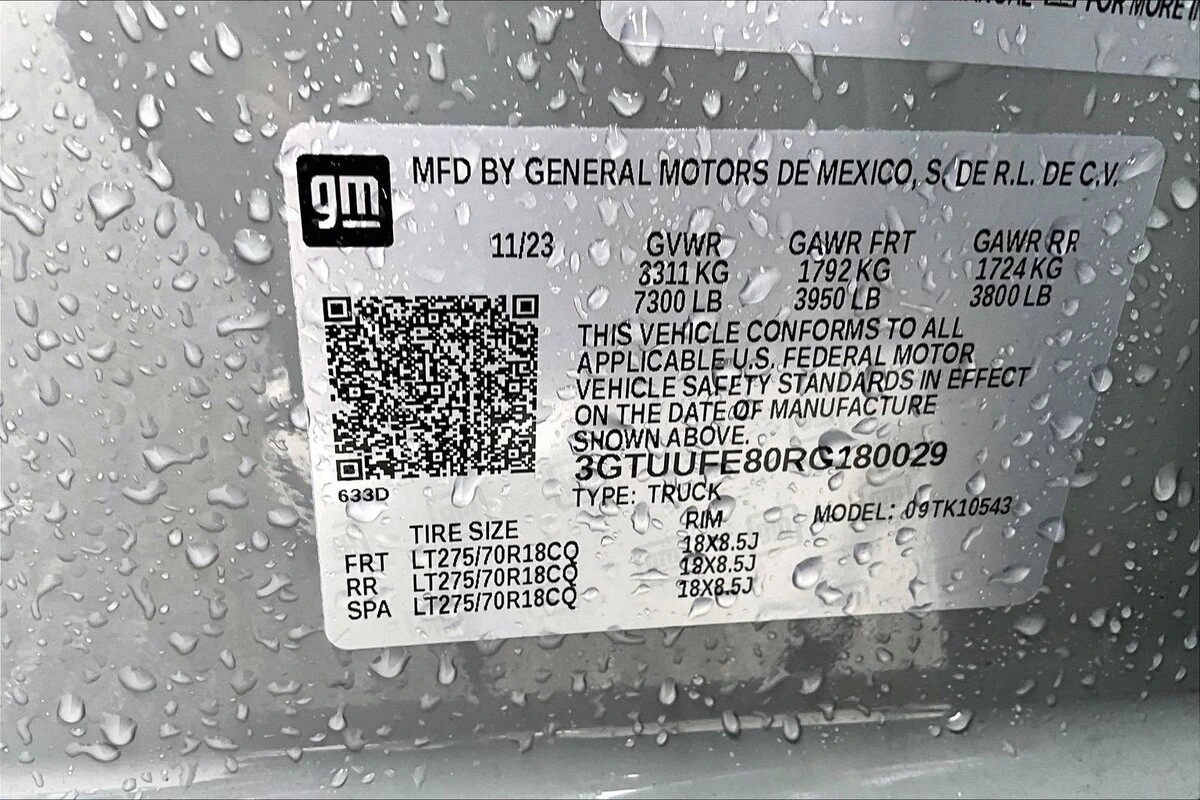 FOR MORE
gm
MFD BY GENERAL MOTORS DE MEXICO, S. DE R.L. DE C.V.
11/23 GVWR GAWR FRT GAWR RR
3311 KG 1792 KG 1724 KG
7300 LB 3950 LB 3800 LB
THIS VEHICLE CONFORMS TO ALL
APPLICABLE U.S. FEDERAL MOTOR
VEHICLE SAFETY STANDARDS IN EFFECT
ON THE DATE OF MANUFACTURE
SHOWN ABOVE.
3GTUUFE80RG180029
633D
TYPE: TRUCK MODEL: 09TK10543
TIRE SIZE RIM
FRT LT275/70R18CQ 18X8.5J
RR LT275/70R18CQ 18X8.5J
SPA LT275/70R18CQ 18X8.5J